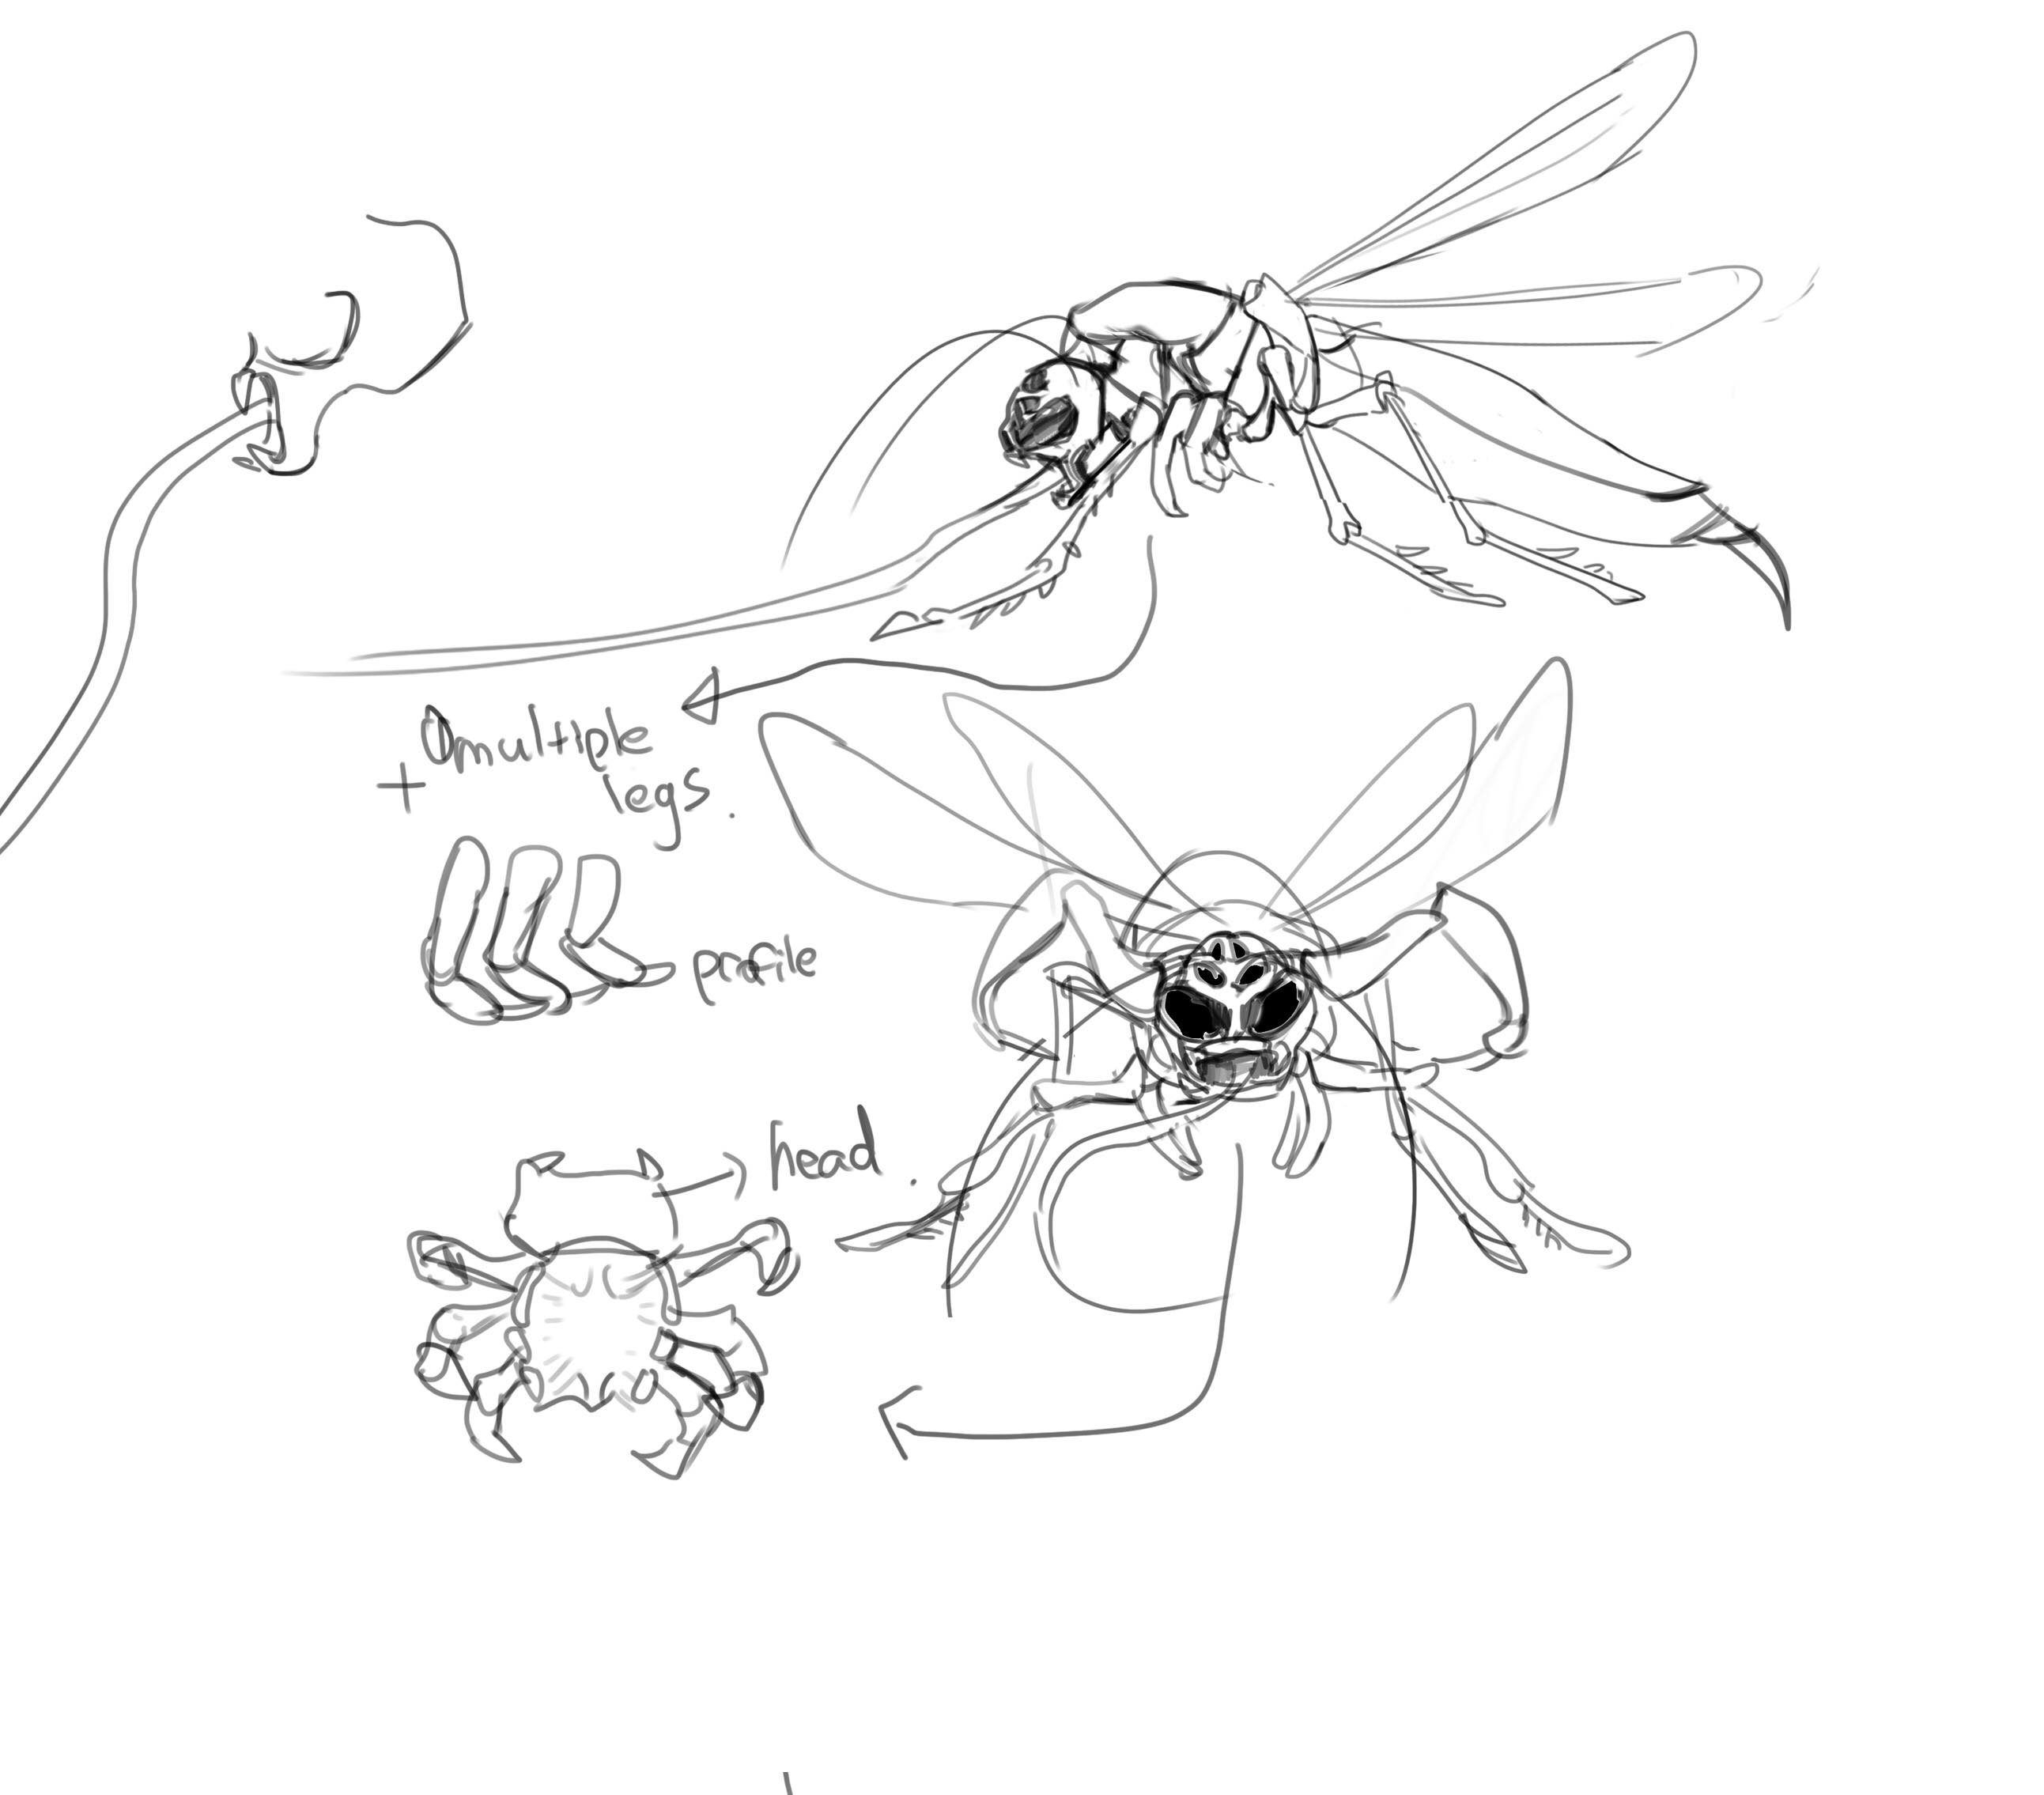 + multiple
legs.
profile
head.